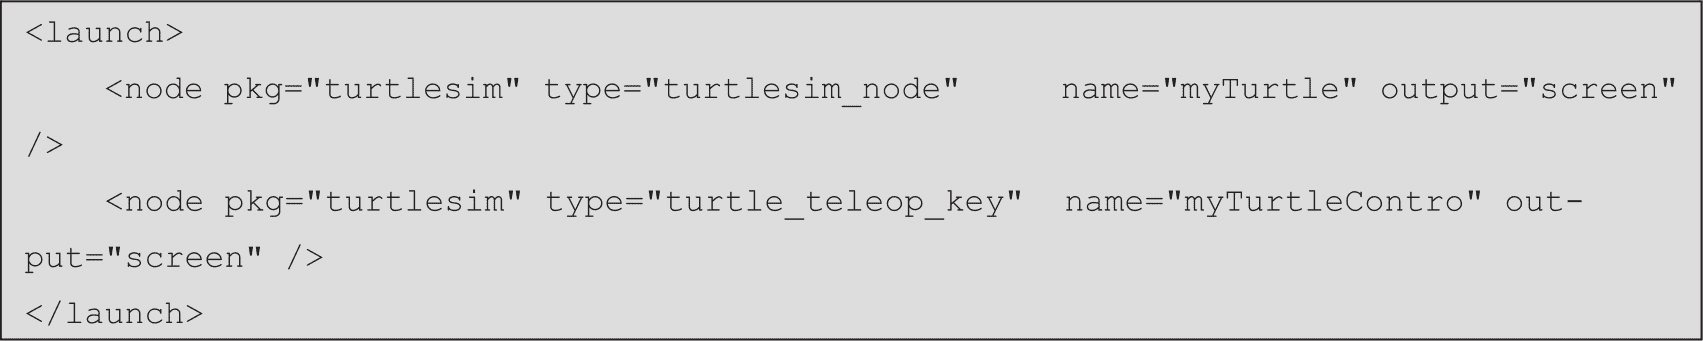 <launch>
    <node pkg="turtlesim" type="turtlesim_node"     name="myTurtle" output="screen"
/>
    <node pkg="turtlesim" type="turtle_teleop_key"  name="myTurtleContro" out-
put="screen" />
</launch>